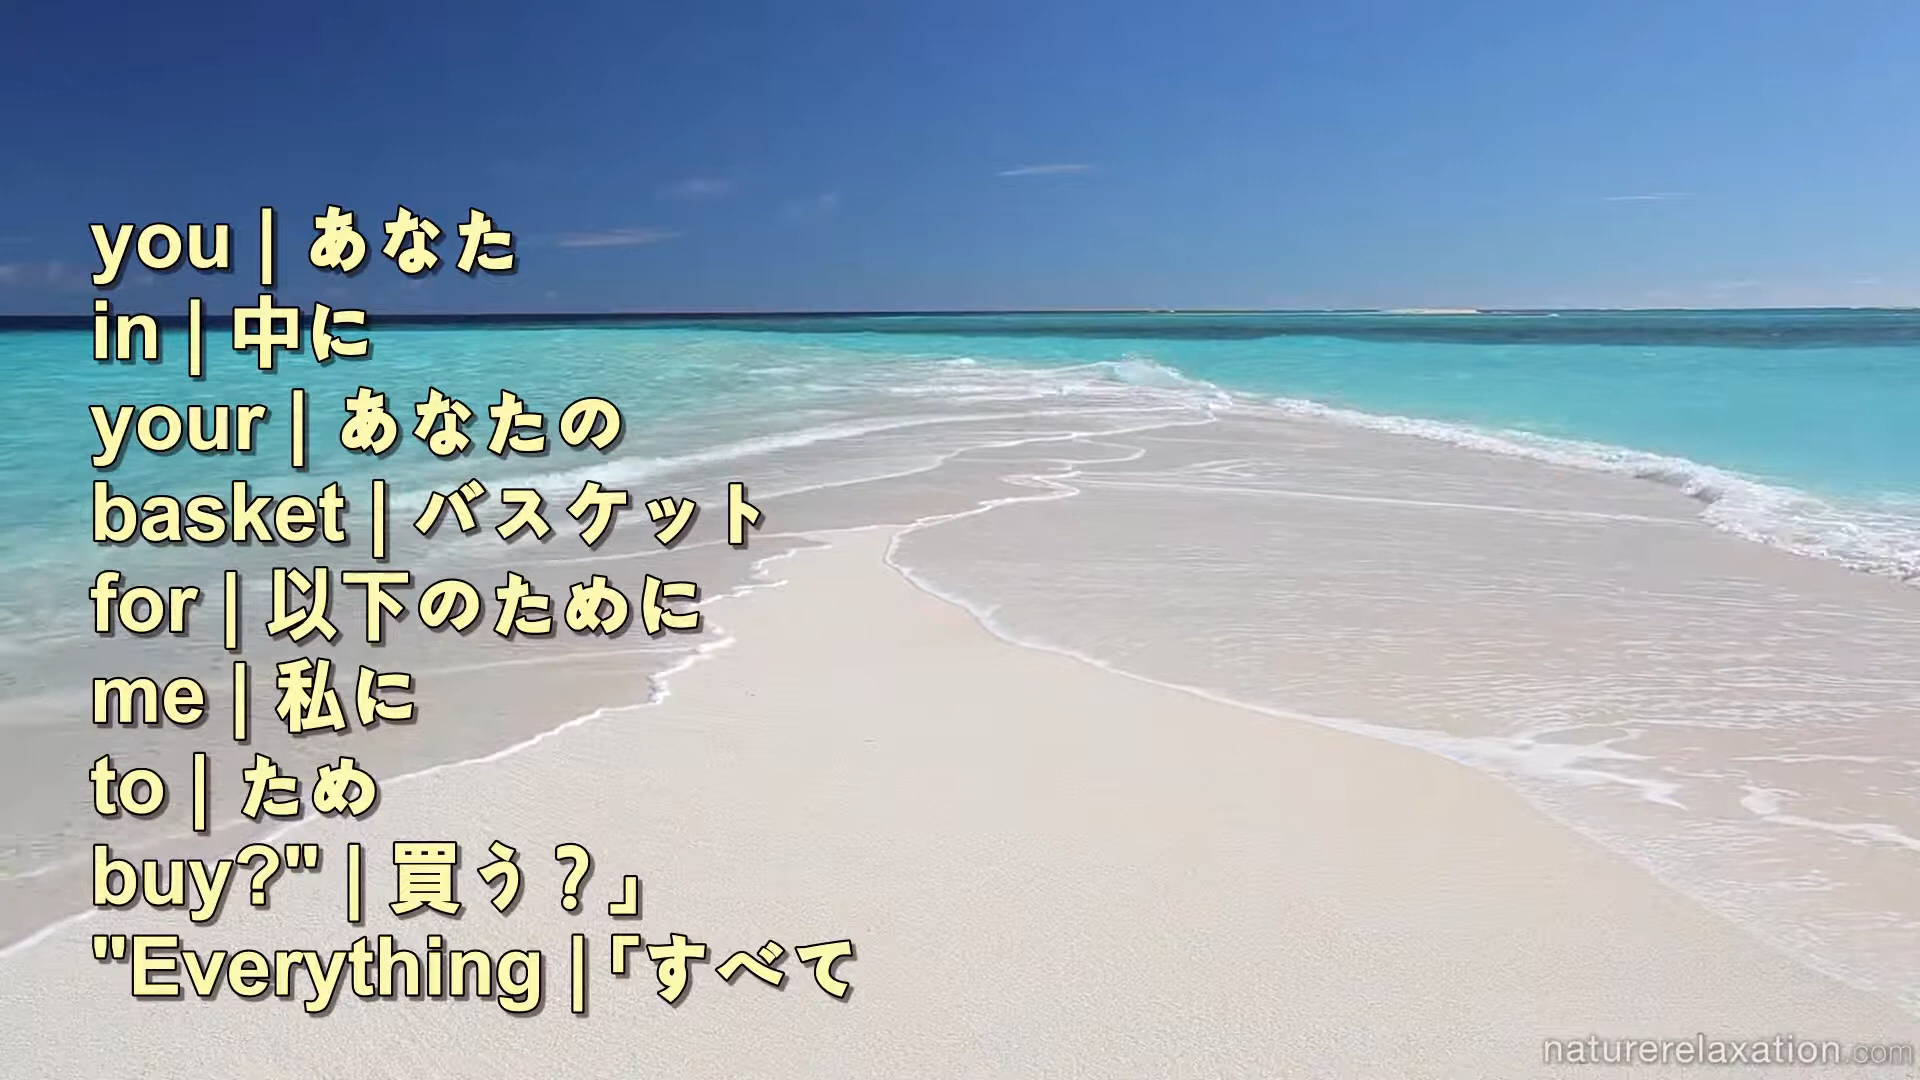 you | あなた
in | 中に
your | あなたの
basket | バスケット
for | 以下のために
me | 私に
to | ため
buy?" | 買う？」
"Everything | 「すべて
naturerelaxation.com